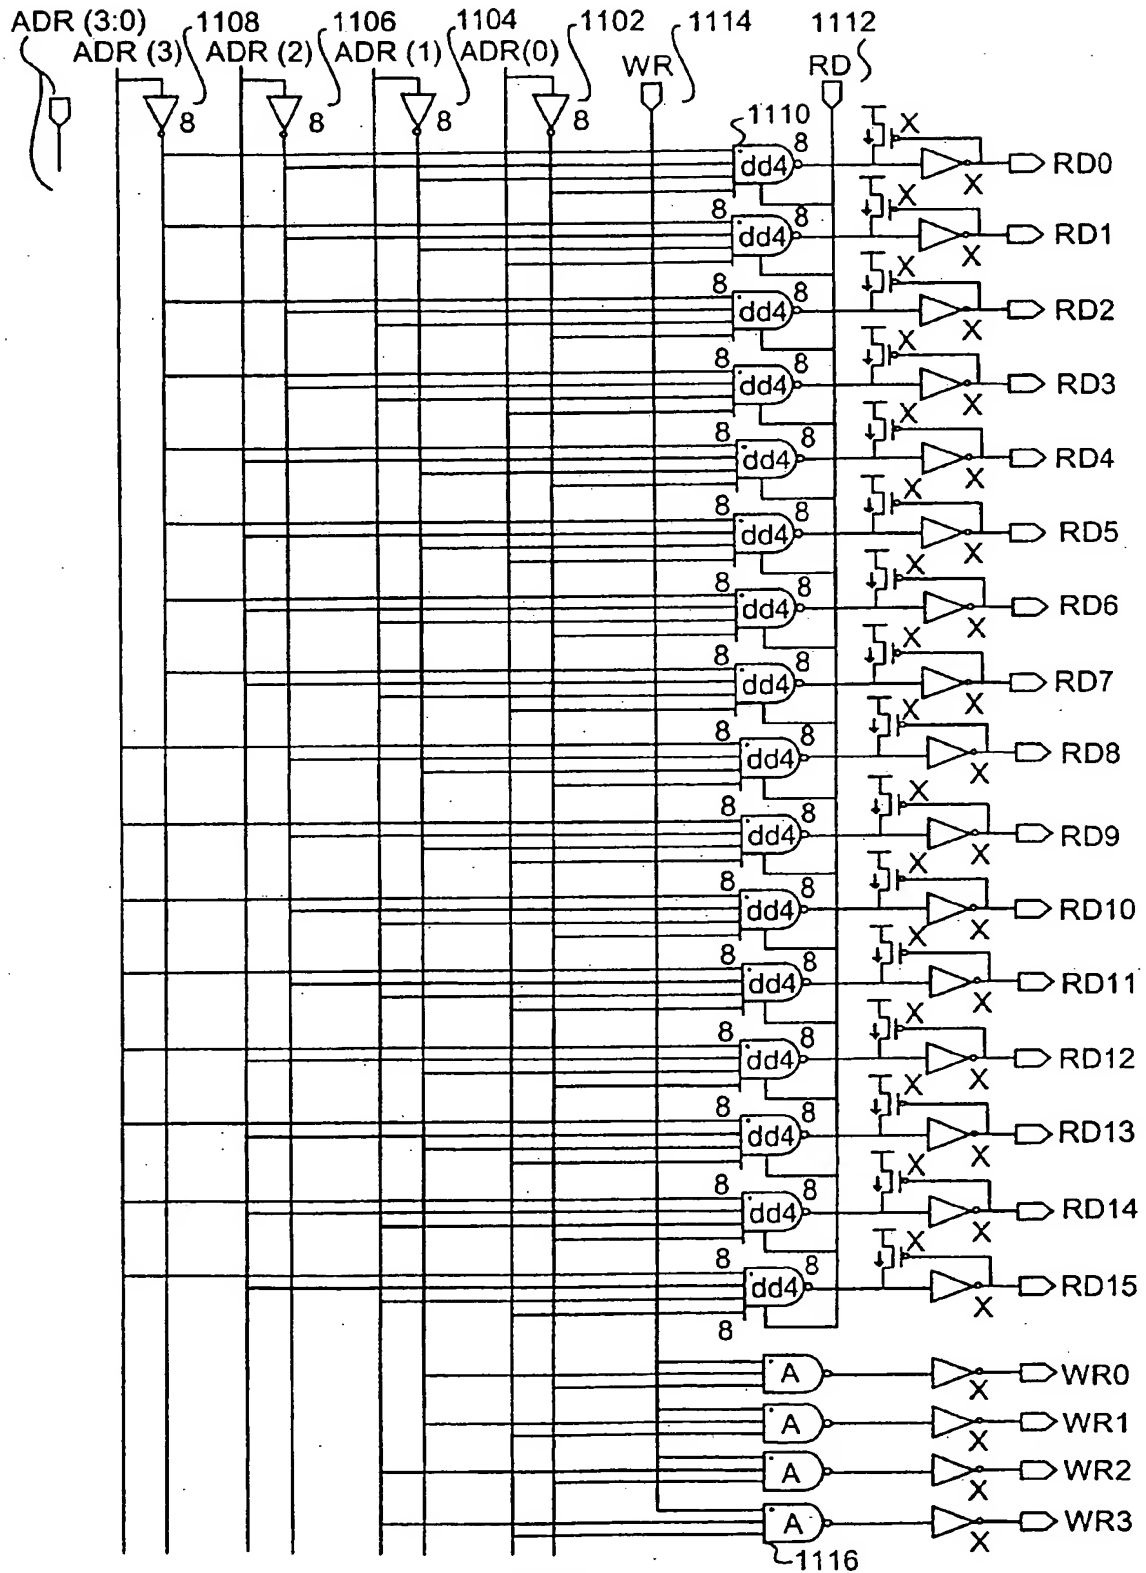 ADR (3:0) 1108 1106 1104 1102 1114 1112
ADR (3) ADR (2) ADR (1) ADR(0) WR RD
8 8 8 8
1110
dd4 8 X X RD0
8 dd4 8 X X RD1
8 dd4 8 X X RD2
8 dd4 8 X X RD3
8 dd4 8 X X RD4
8 dd4 8 X X RD5
8 dd4 8 X X RD6
8 dd4 8 X X RD7
8 dd4 8 X X RD8
8 dd4 8 X X RD9
8 dd4 8 X X RD10
8 dd4 8 X X RD11
8 dd4 8 X X RD12
8 dd4 8 X X RD13
8 dd4 8 X X RD14
8 dd4 8 X X RD15
8
A X WR0
A X WR1
A X WR2
A X WR3
1116